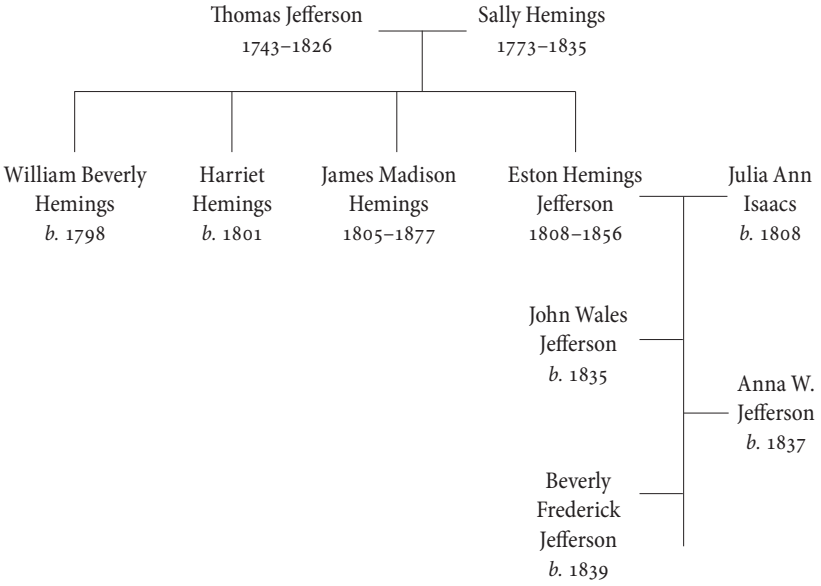 Thomas Jefferson
1743–1826
Sally Hemings
1773–1835
William Beverly
Hemings
b. 1798
Harriet
Hemings
b. 1801
James Madison
Hemings
1805–1877
Eston Hemings
Jefferson
1808–1856
Julia Ann
Isaacs
b. 1808
John Wales
Jefferson
b. 1835
Anna W.
Jefferson
b. 1837
Beverly
Frederick
Jefferson
b. 1839